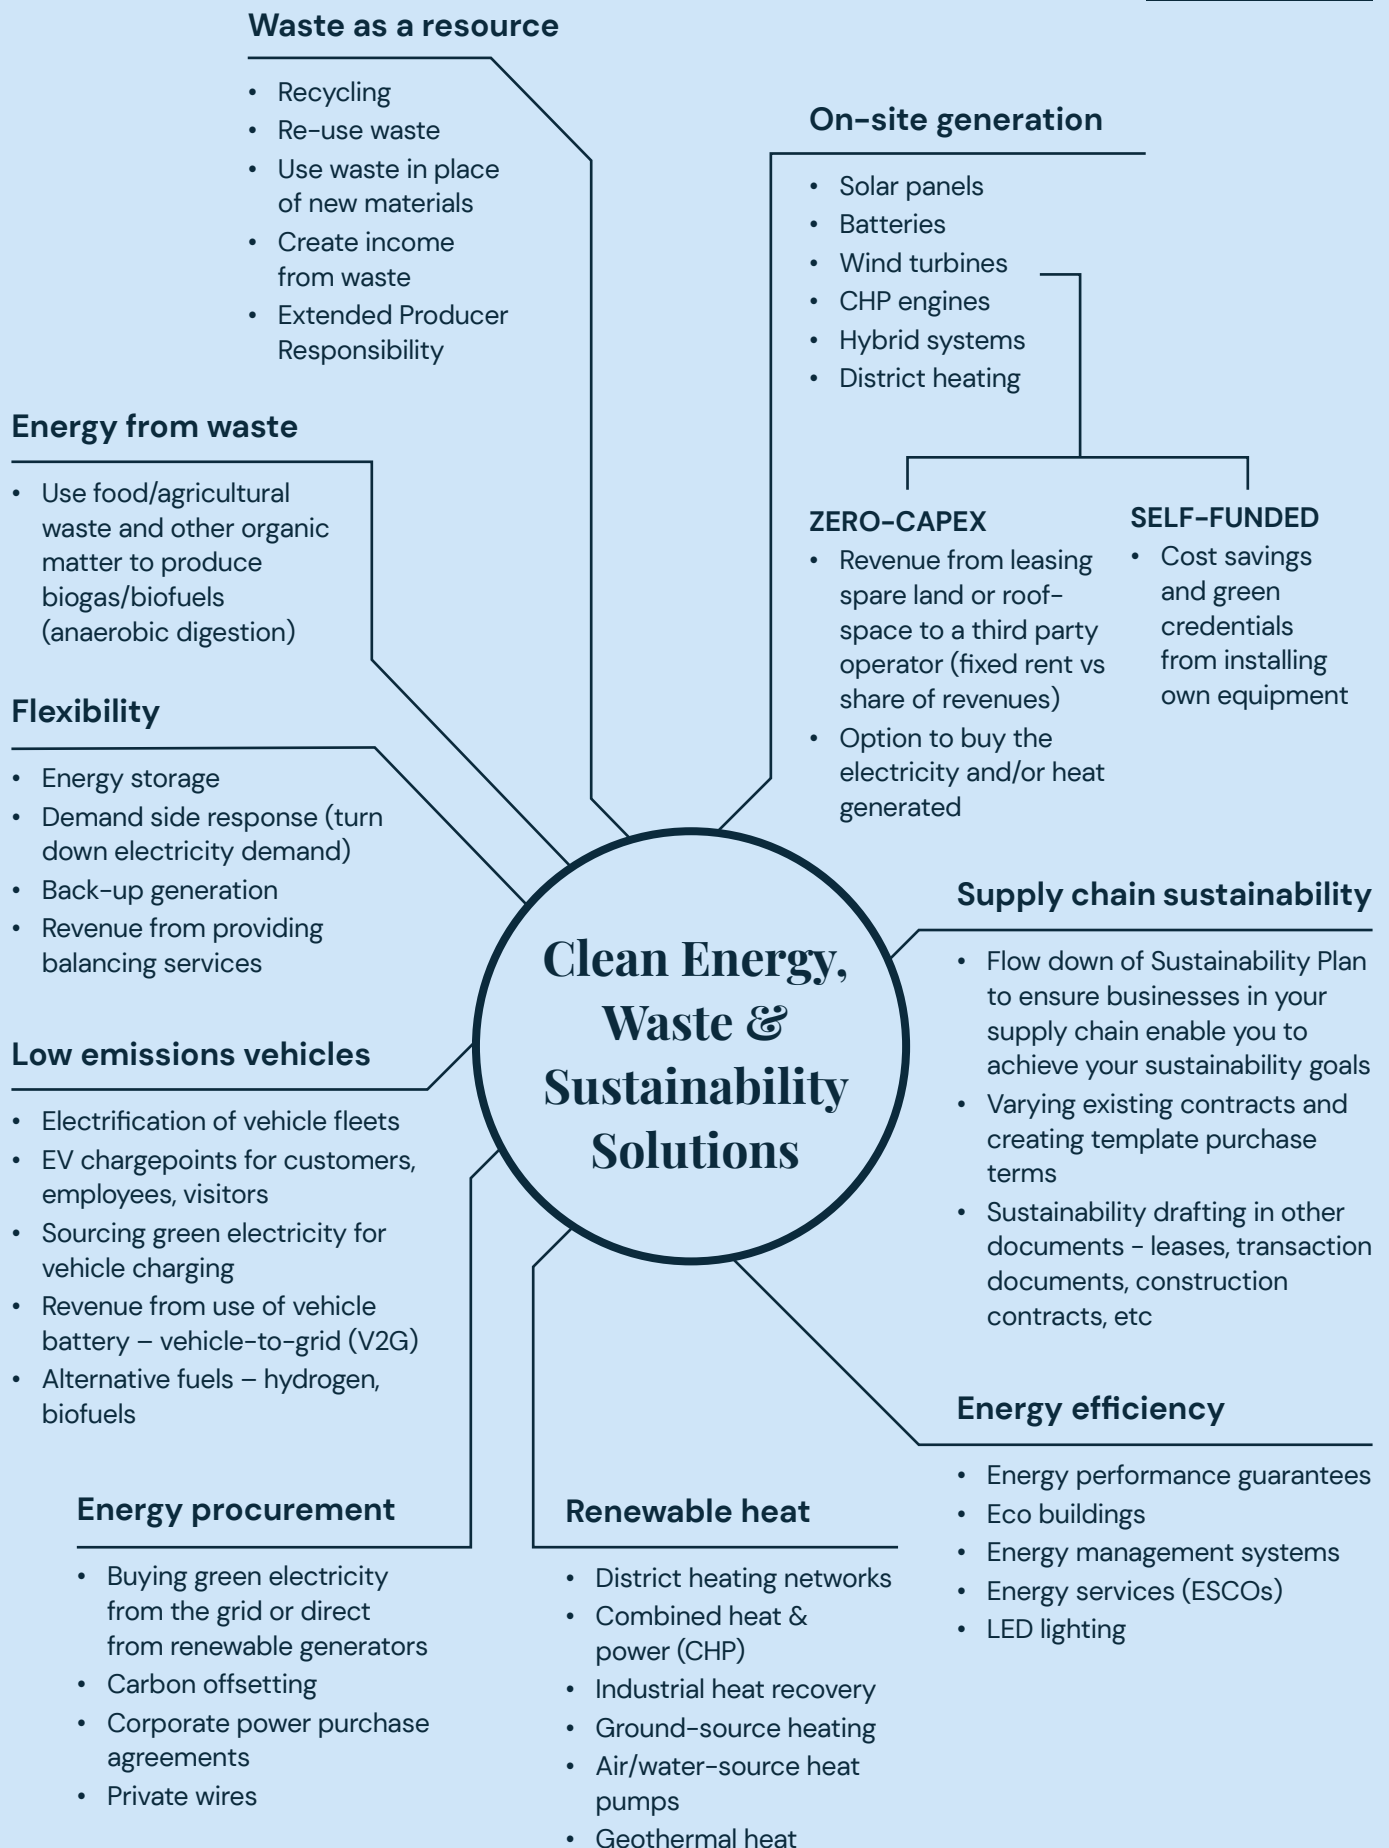 Waste as a resource
• Recycling
• Re-use waste
• Use waste in place
of new materials
• Create income
from waste
• Extended Producer
Responsibility
On-site generation
• Solar panels
• Batteries
• Wind turbines
• CHP engines
• Hybrid systems
• District heating
ZERO-CAPEX
• Revenue from leasing
spare land or roof-
space to a third party
operator (fixed rent vs
share of revenues)
• Option to buy the
electricity and/or heat
generated
SELF-FUNDED
• Cost savings
and green
credentials
from installing
own equipment
Energy from waste
• Use food/agricultural
waste and other organic
matter to produce
biogas/biofuels
(anaerobic digestion)
Flexibility
• Energy storage
• Demand side response (turn
down electricity demand)
• Back-up generation
• Revenue from providing
balancing services
Clean Energy,
Waste &
Sustainability
Solutions
Supply chain sustainability
• Flow down of Sustainability Plan
to ensure businesses in your
supply chain enable you to
achieve your sustainability goals
• Varying existing contracts and
creating template purchase
terms
• Sustainability drafting in other
documents - leases, transaction
documents, construction
contracts, etc
Low emissions vehicles
• Electrification of vehicle fleets
• EV chargepoints for customers,
employees, visitors
• Sourcing green electricity for
vehicle charging
• Revenue from use of vehicle
battery – vehicle-to-grid (V2G)
• Alternative fuels – hydrogen,
biofuels
Energy efficiency
• Energy performance guarantees
• Eco buildings
• Energy management systems
• Energy services (ESCOs)
• LED lighting
Energy procurement
• Buying green electricity
from the grid or direct
from renewable generators
• Carbon offsetting
• Corporate power purchase
agreements
• Private wires
Renewable heat
• District heating networks
• Combined heat &
power (CHP)
• Industrial heat recovery
• Ground-source heating
• Air/water-source heat
pumps
• Geothermal heat